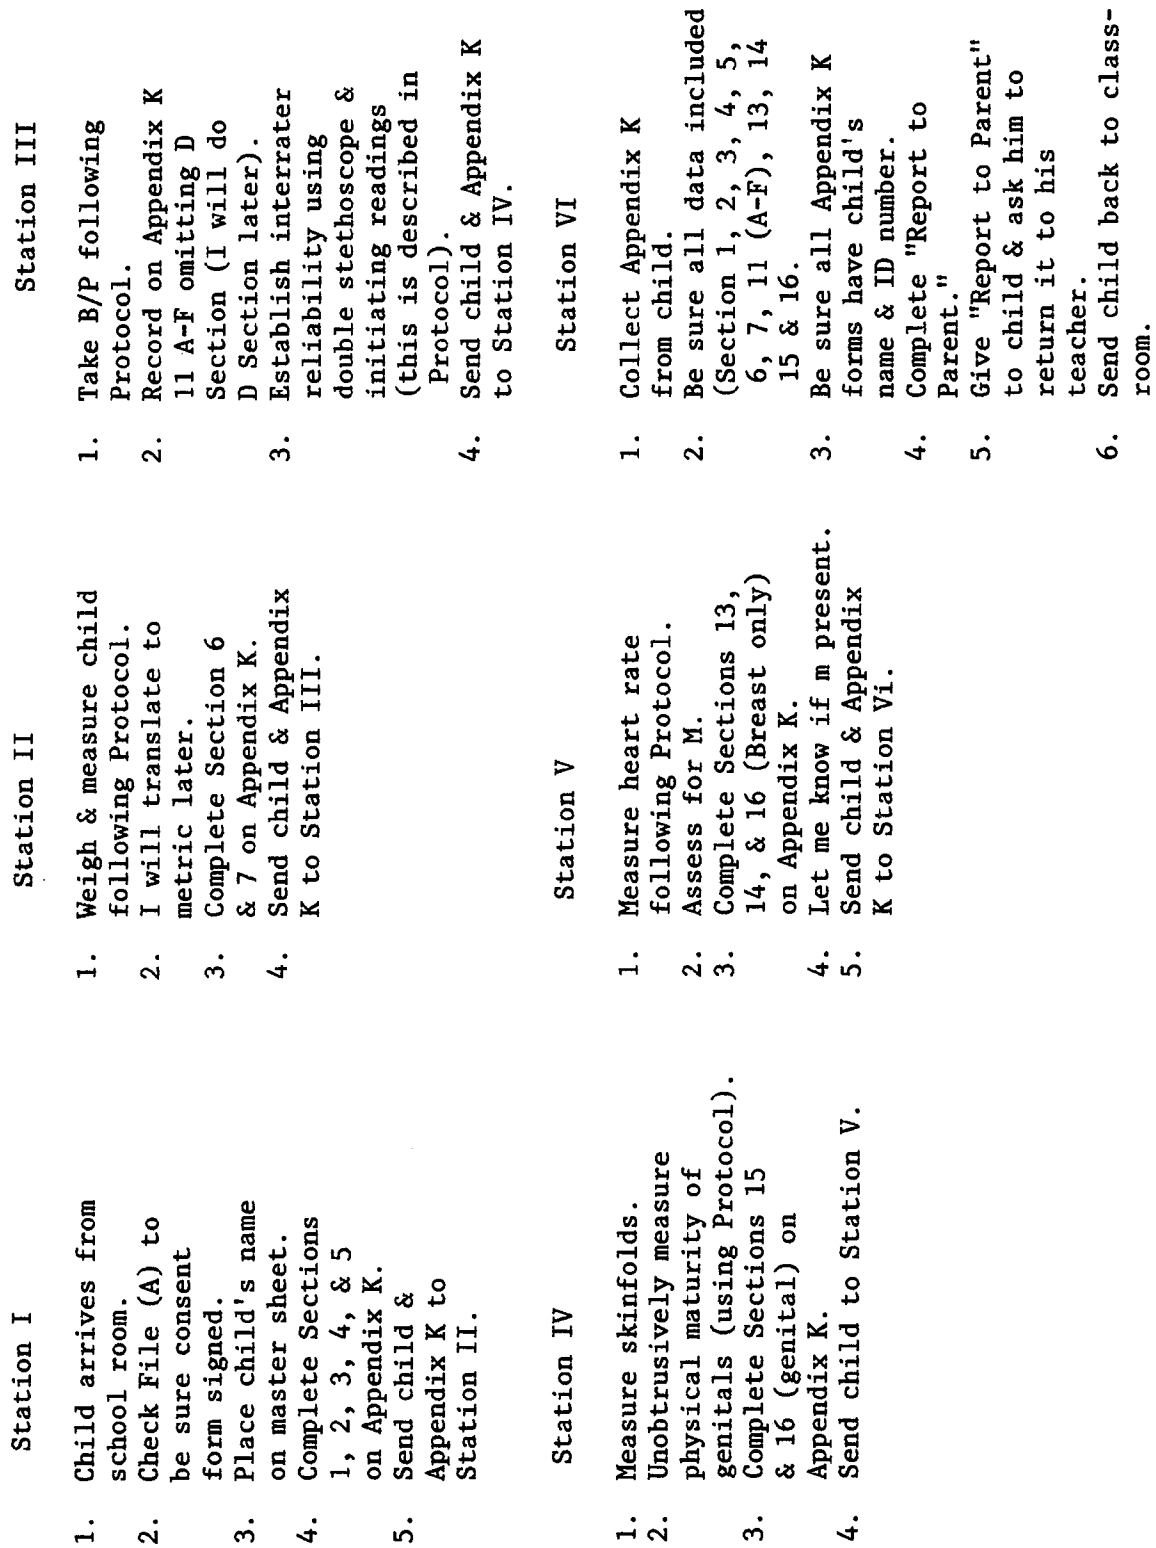 Station I
1. Child arrives from
school room.
2. Check File (A) to
be sure consent
form signed.
3. Place child's name
on master sheet.
4. Complete Sections
1, 2, 3, 4, & 5
on Appendix K.
5. Send child &
Appendix K to
Station II.
Station II
1. Weigh & measure child
following Protocol.
2. I will translate to
metric later.
3. Complete Section 6
& 7 on Appendix K.
4. Send child & Appendix
K to Station III.
Station III
1. Take B/P following
Protocol.
2. Record on Appendix K
11 A-F omitting D
Section (I will do
D Section later).
3. Establish interrater
reliability using
double stethoscope &
initiating readings
(this is described in
Protocol).
4. Send child & Appendix K
to Station IV.
Station IV
1. Measure skinfolds.
2. Unobtrusively measure
physical maturity of
genitals (using Protocol).
3. Complete Sections 15
& 16 (genital) on
Appendix K.
4. Send child to Station V.
Station V
1. Measure heart rate
following Protocol.
2. Assess for M.
3. Complete Sections 13,
14, & 16 (Breast only)
on Appendix K.
4. Let me know if m present.
5. Send child & Appendix
K to Station Vi.
Station VI
1. Collect Appendix K
from child.
2. Be sure all data included
(Section 1, 2, 3, 4, 5,
6, 7, 11 (A-F), 13, 14
15 & 16.
3. Be sure all Appendix K
forms have child's
name & ID number.
4. Complete "Report to
Parent."
5. Give "Report to Parent"
to child & ask him to
return it to his
teacher.
6. Send child back to class-
room.